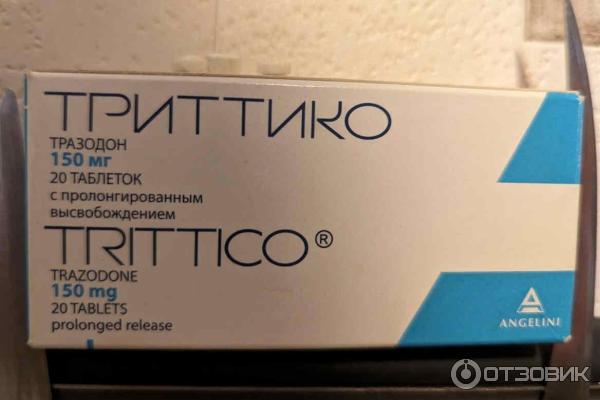 ТРИТТИКО
ТРАЗОДОН
150 мг
20 ТАБЛЕТОК
с пролонгированным
высвобождением
TRITTICO®
TRAZODONE
150 mg
20 TABLETS
prolonged release
ANGELINI
ОТЗОВИК